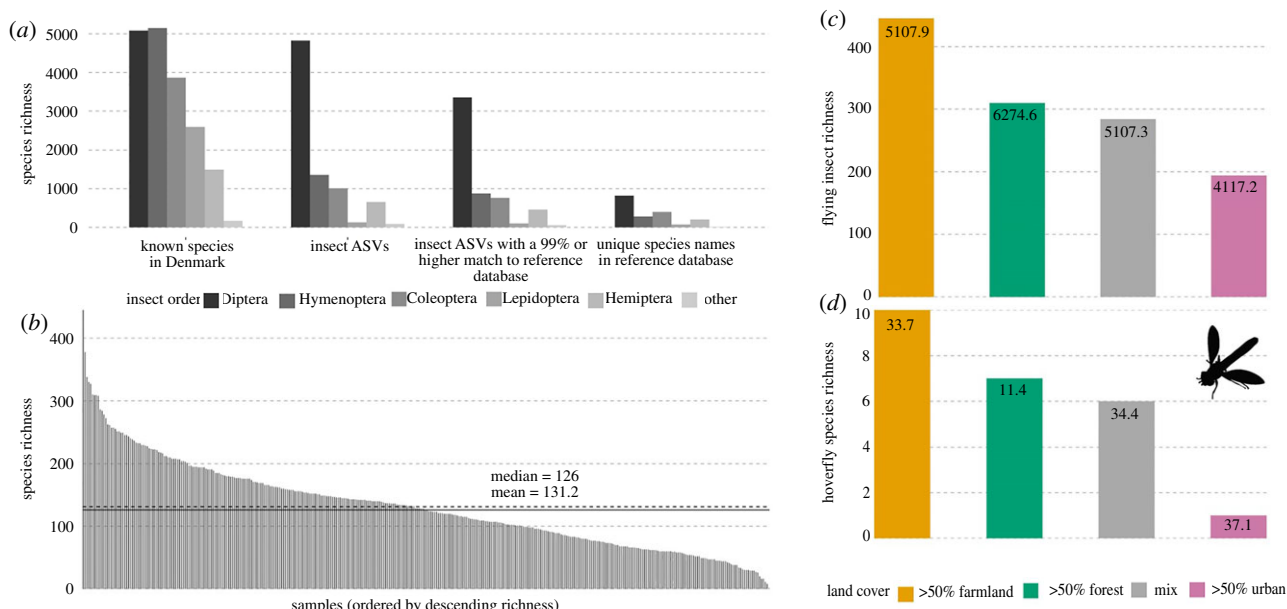 (a)
5000
4000
3000
2000
1000
0
species richness
known species
in Denmark
insect ASVs
insect ASVs with a 99% or
higher match to reference
database
unique species names
in reference database
insect order Diptera Hymenoptera Coleoptera Lepidoptera Hemiptera other
(b)
400
300
200
100
0
species richness
median = 126
mean = 131.2
samples (ordered by descending richness)
(c)
400
300
200
100
0
flying insect richness
5107.9
6274.6
5107.3
4117.2
(d)
10
8
6
4
2
0
hoverfly species richness
33.7
11.4
34.4
37.1
land cover >50% farmland >50% forest mix >50% urban